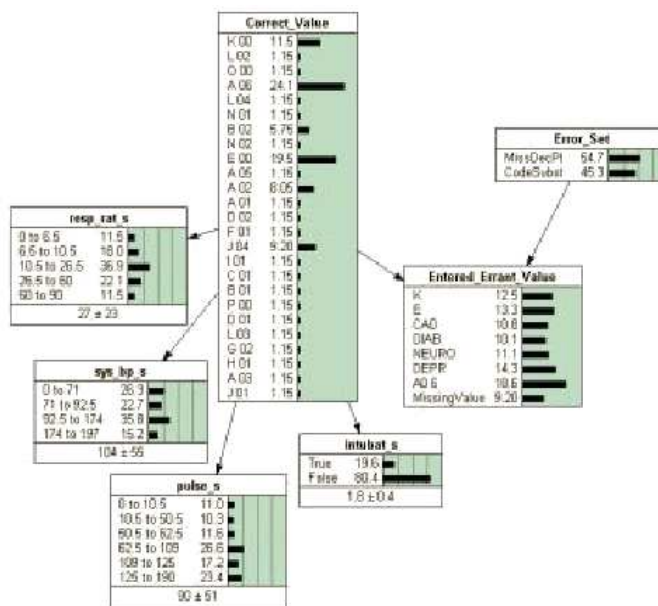 Correct_Value
K 00 11.5
L 02 1.15
O 00 1.15
A 06 24.1
L 04 1.15
N 01 1.15
B 02 5.75
N 02 1.15
E 00 19.5
A 05 1.15
A 02 8.05
A 01 1.15
D 02 1.15
F 01 1.15
J 04 9.20
I 01 1.15
C 01 1.15
B 01 1.15
P 00 1.15
D 01 1.15
L 03 1.15
G 02 1.15
H 01 1.15
A 03 1.15
J 01 1.15
Error_Set
MissDecPt 54.7
CodeSubst 45.3
resp_rat_s
0 to 6.5 11.5
6.5 to 10.5 18.0
10.5 to 26.5 36.9
26.5 to 60 22.1
60 to 90 11.5
27 ± 23
Entered_Errant_Value
K 12.5
E 13.3
CAD 10.8
DIAB 10.1
NEURO 11.1
DEPR 14.3
A0 6 18.6
MissingValue 9.20
sys_bp_s
0 to 71 26.3
71 to 92.5 22.7
92.5 to 174 35.8
174 to 197 15.2
104 ± 56
intubat_s
True 19.6
False 80.4
1.8 ± 0.4
pulse_s
0 to 10.5 11.0
10.5 to 50.5 10.3
50.5 to 62.5 11.6
62.5 to 109 26.6
109 to 125 17.2
125 to 190 23.4
90 ± 51